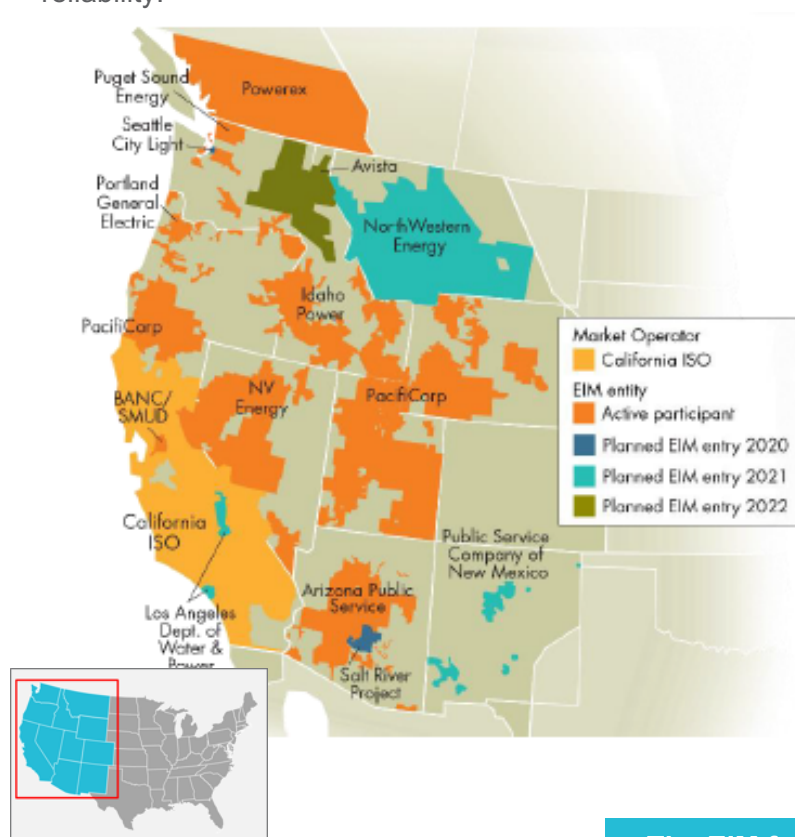 reliability.
Puget Sound
Energy
Powerex
Seattle
City Light
Avista
Portland
General
Electric
NorthWestern
Energy
Idaho
Power
PacifiCorp
Market Operator
California ISO
BANC/
SMUD
NV
Energy
PacifiCorp
EIM entity
Active participant
Planned EIM entry 2020
Planned EIM entry 2021
Planned EIM entry 2022
California
ISO
Public Service
Company of
New Mexico
Arizona Public
Service
Los Angeles
Dept. of
Water &
Power
Salt River
Project